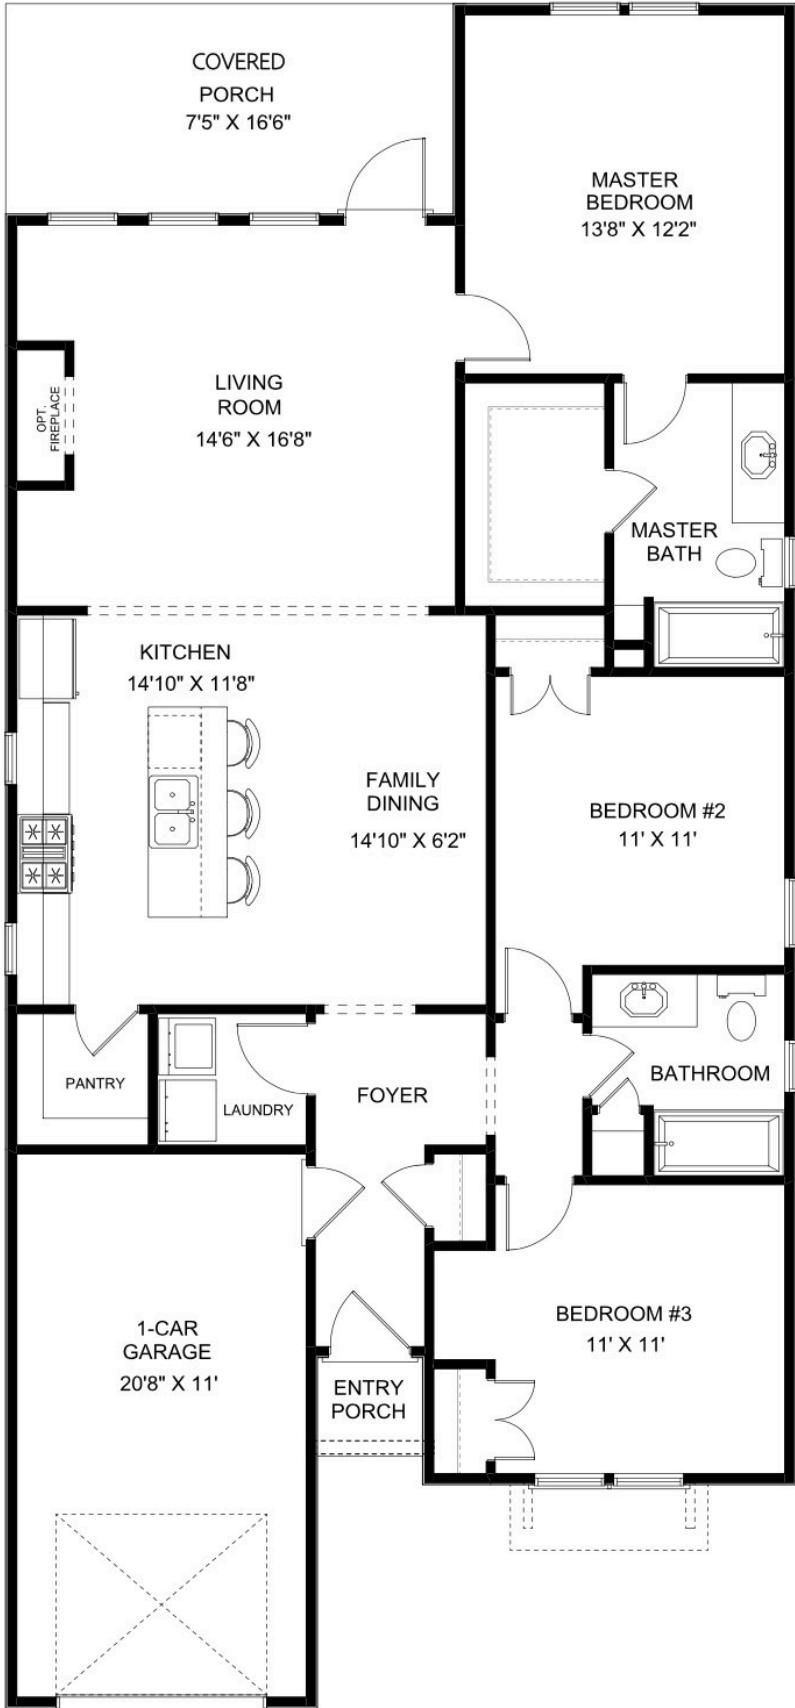 COVERED
PORCH
7'5" X 16'6"
MASTER
BEDROOM
13'8" X 12'2"
LIVING
ROOM
14'6" X 16'8"
OPT.
FIREPLACE
MASTER
BATH
KITCHEN
14'10" X 11'8"
FAMILY
DINING
14'10" X 6'2"
BEDROOM #2
11' X 11'
PANTRY
LAUNDRY
FOYER
BATHROOM
1-CAR
GARAGE
20'8" X 11'
ENTRY
PORCH
BEDROOM #3
11' X 11'